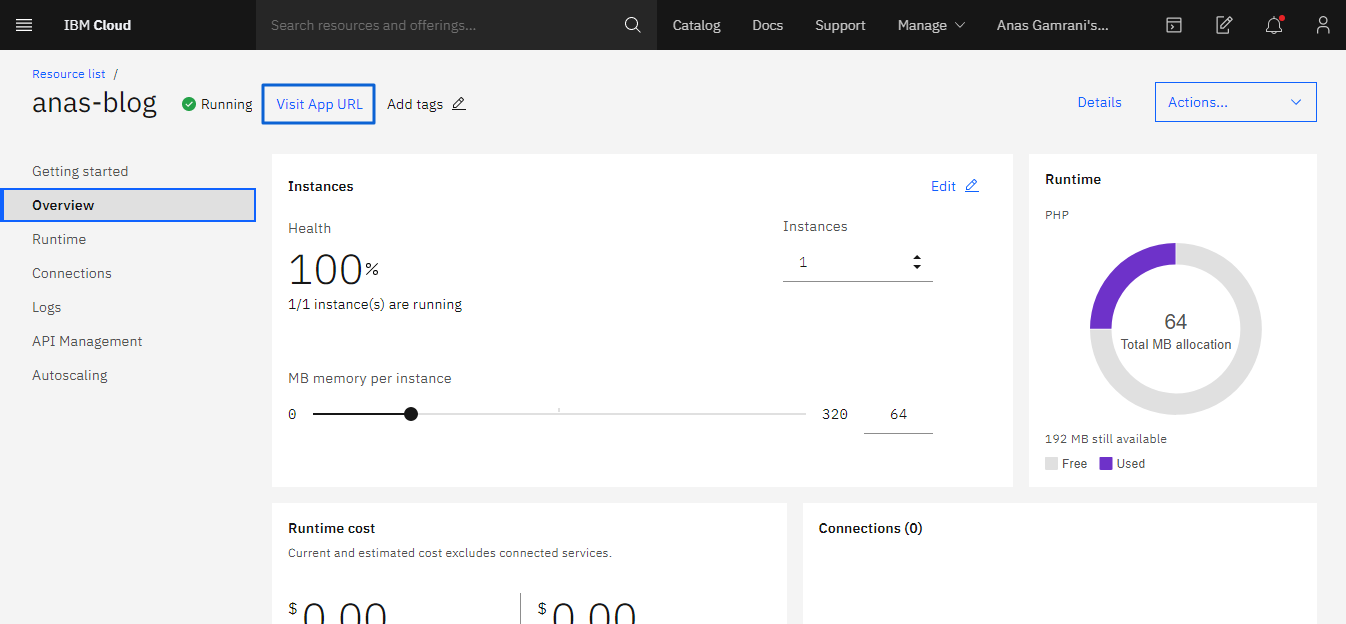 IBM Cloud
Search resources and offerings...
Catalog
Docs
Support
Manage
Anas Gamrani's...
Resource list /
anas-blog
Running
Visit App URL
Add tags
Details
Actions...
Getting started
Overview
Runtime
Connections
Logs
API Management
Autoscaling
Instances
Edit
Health
100%
1/1 instance(s) are running
Instances
1
MB memory per instance
0
320
64
Runtime
PHP
64
Total MB allocation
192 MB still available
Free
Used
Runtime cost
Current and estimated cost excludes connected services.
$0.00
$0.00
Connections (0)